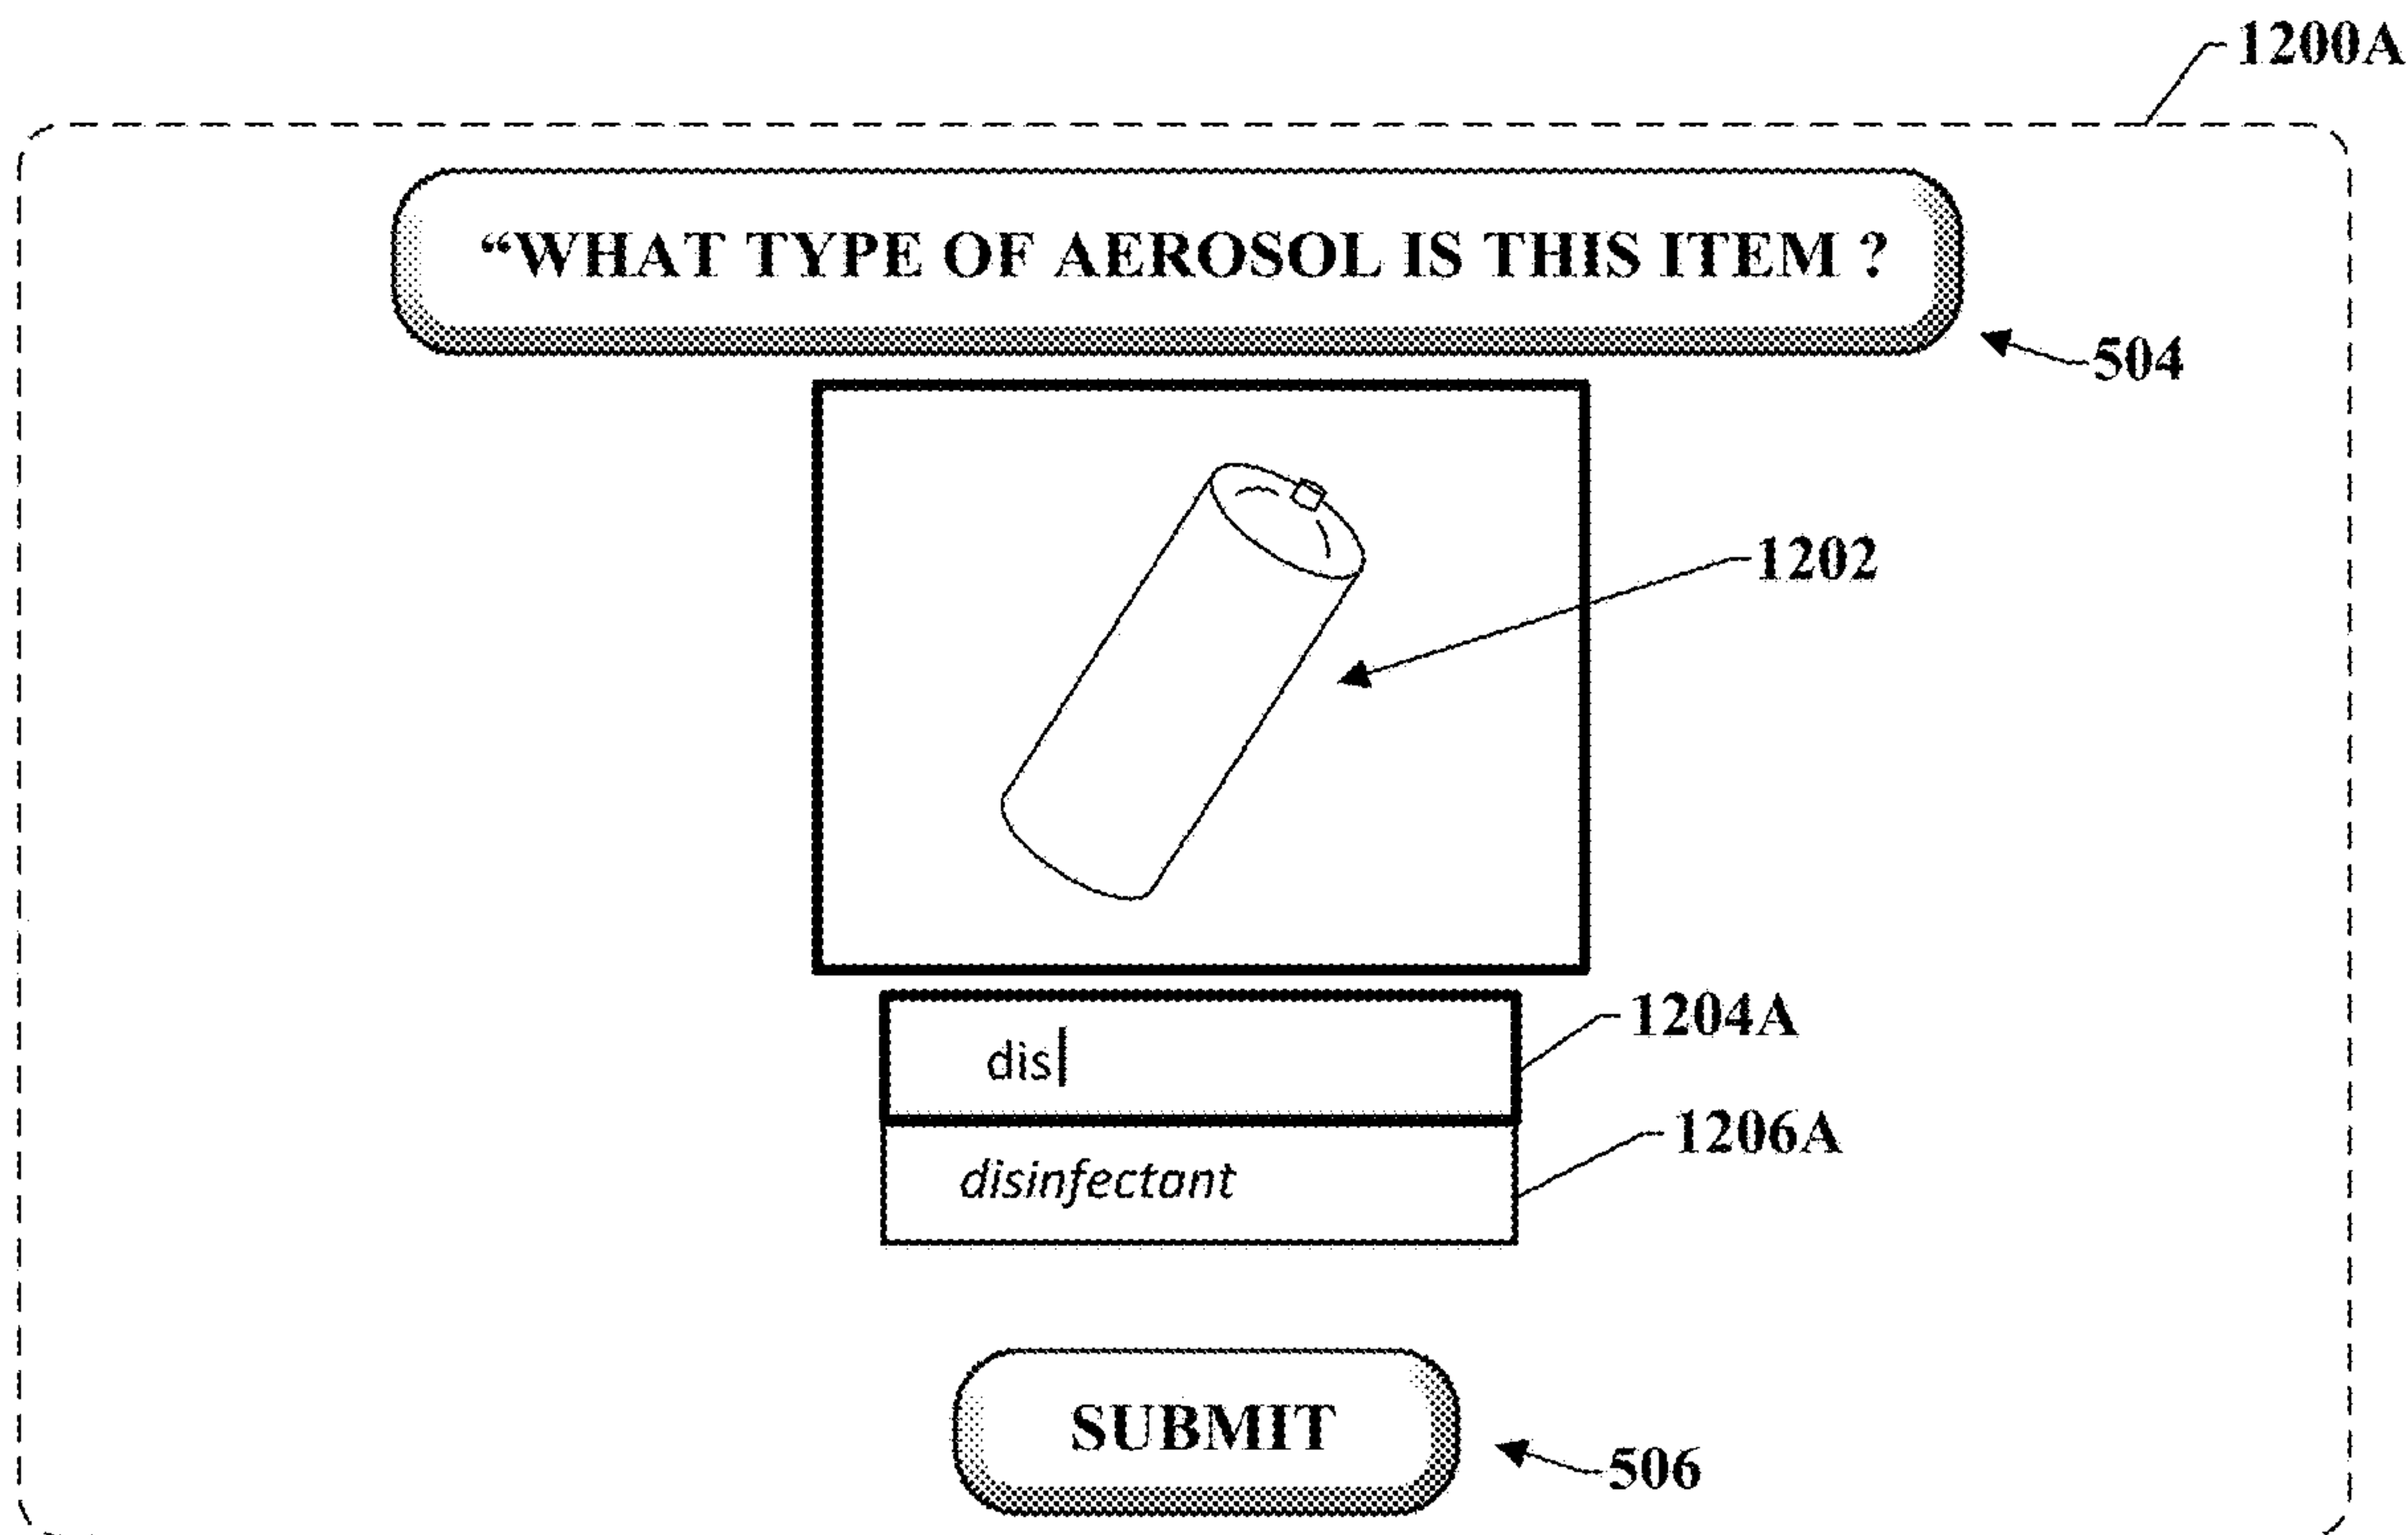 1200A
“WHAT TYPE OF AEROSOL IS THIS ITEM ?
504
1202
dis
1204A
disinfectant
1206A
SUBMIT
506